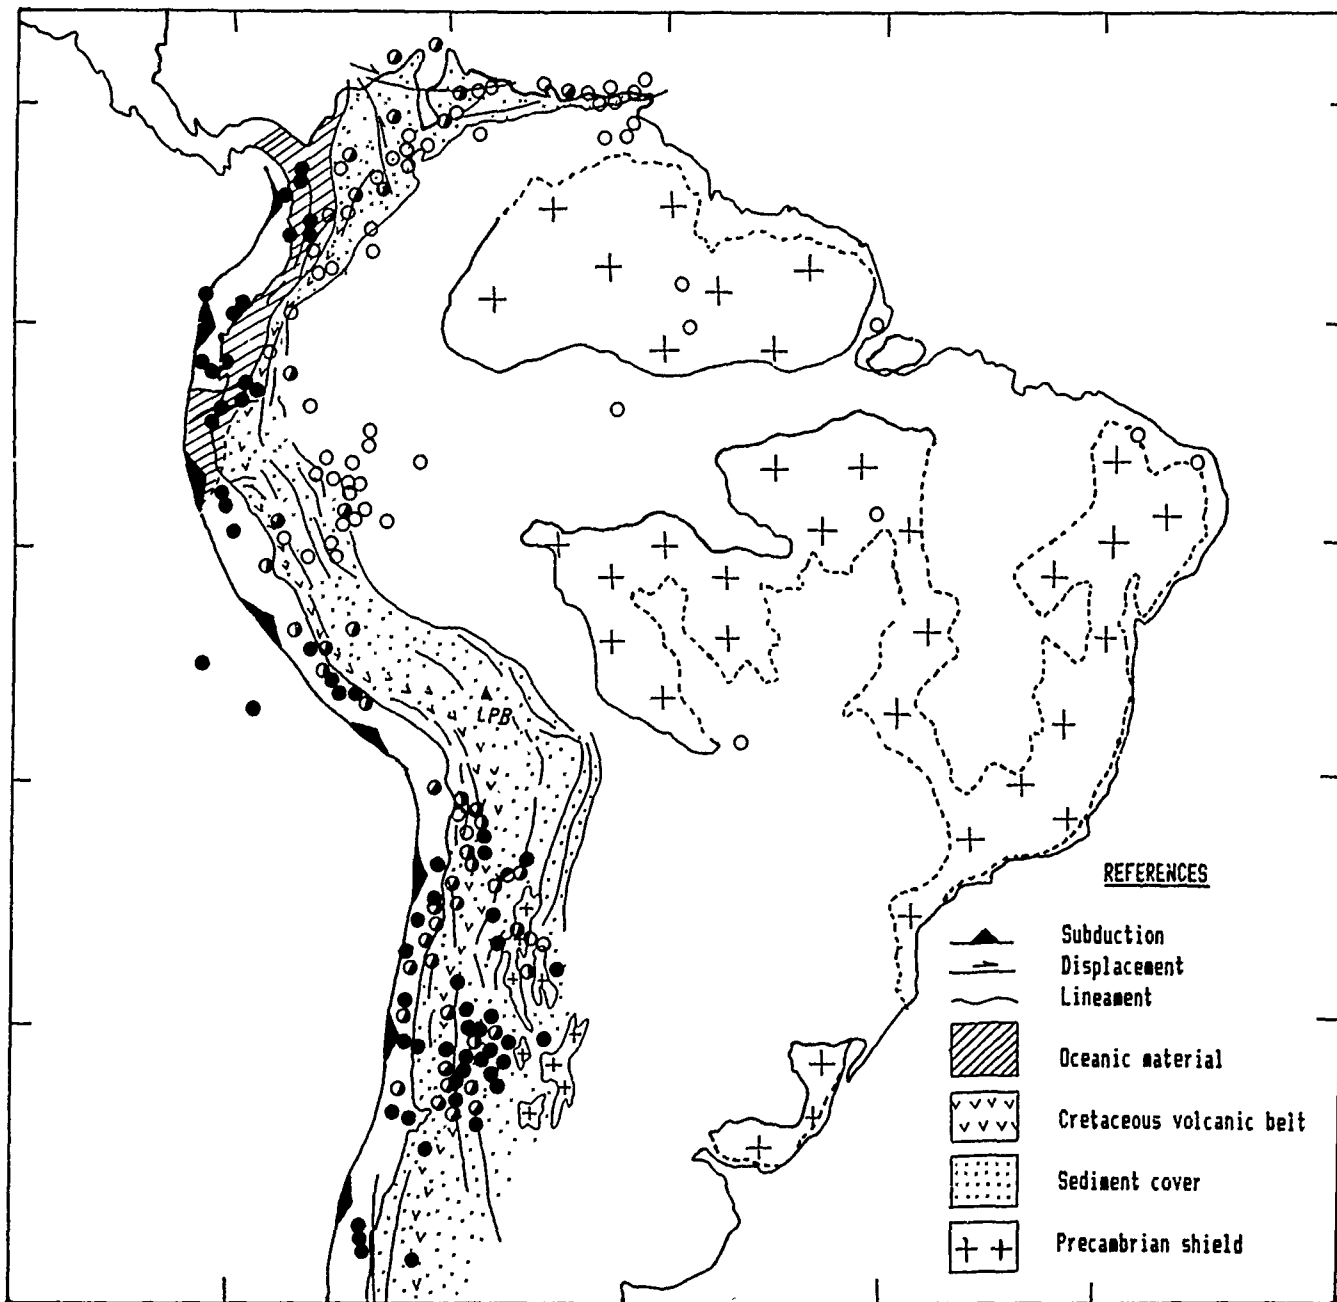 LPB
REFERENCES
Subduction
Displacement
Lineament
Oceanic material
Cretaceous volcanic belt
Sediment cover
Precambrian shield